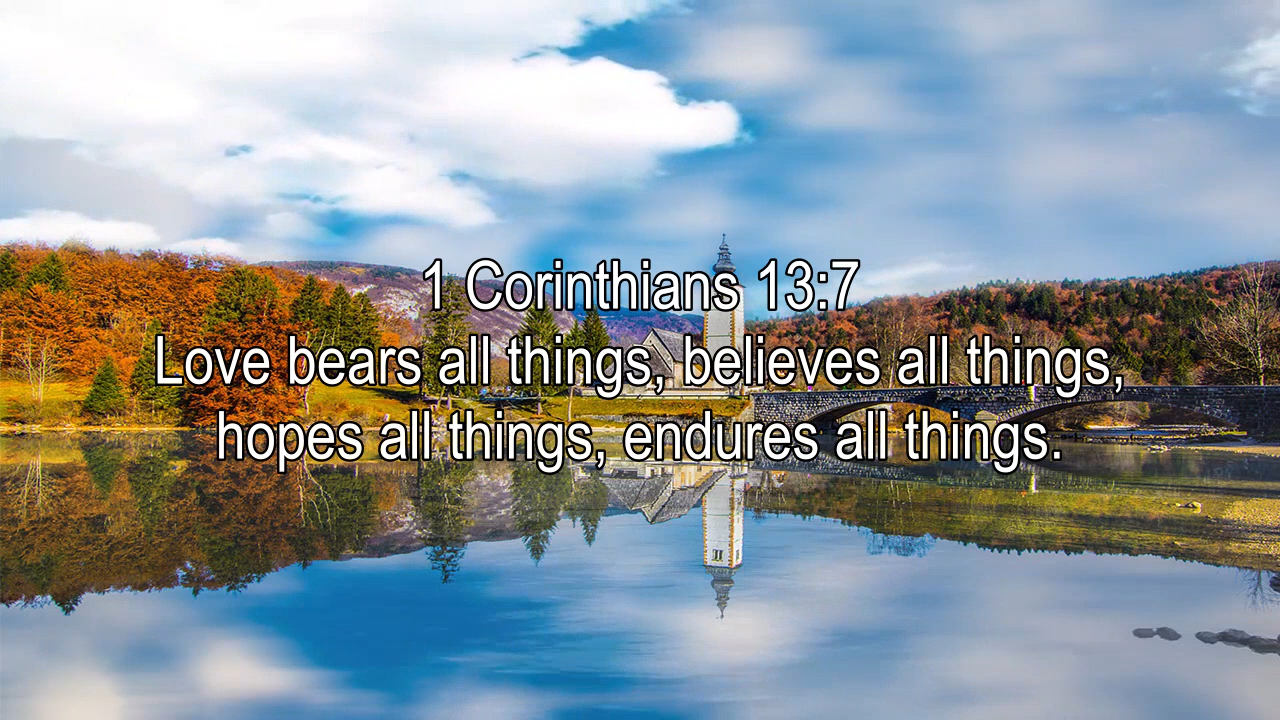 1 Corinthians 13:7
Love bears all things, believes all things,
hopes all things, endures all things.